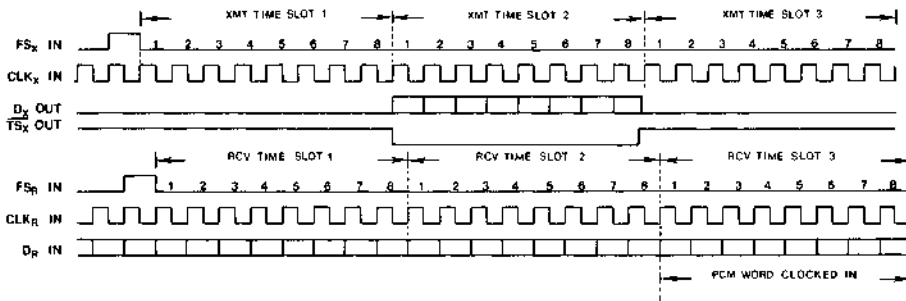 XMT TIME SLOT 1 XMT TIME SLOT 2 XMT TIME SLOT 3
FSX IN 1 2 3 4 5 6 7 8 1 2 3 4 5 6 7 8 1 2 3 4 5 6 7 8
CLKX IN
DX OUT
TSX OUT
RCV TIME SLOT 1 RCV TIME SLOT 2 RCV TIME SLOT 3
FSR IN 1 2 3 4 5 6 7 8 1 2 3 4 5 6 7 8 1 2 3 4 5 6 7 8
CLKR IN
DR IN
PCM WORD CLOCKED IN